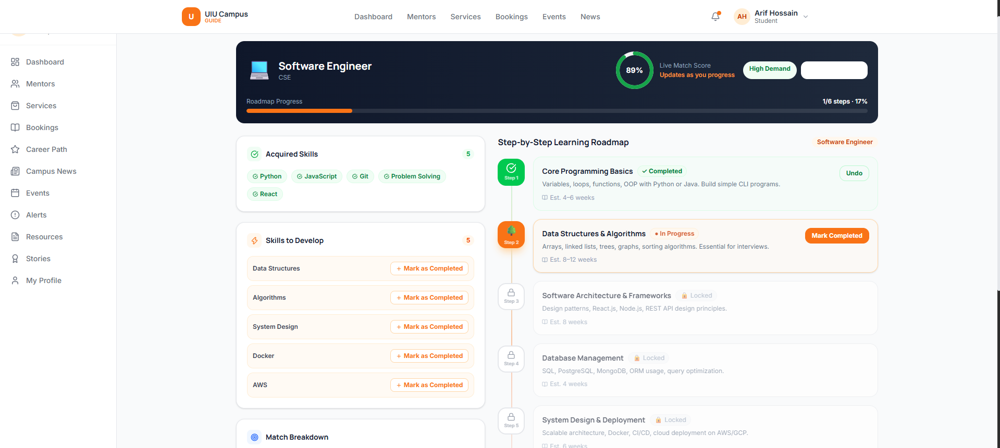 U
UIU Campus
GUIDE
Dashboard
Mentors
Services
Bookings
Events
News
AH
Arif Hossain
Student
Dashboard
Mentors
Services
Bookings
Career Path
Campus News
Events
Alerts
Resources
Stories
My Profile
Software Engineer
CSE
89%
Live Match Score
Updates as you progress
High Demand
Roadmap Progress
1/6 steps · 17%
Acquired Skills
5
Python
JavaScript
Git
Problem Solving
React
Skills to Develop
5
Data Structures
+ Mark as Completed
Algorithms
+ Mark as Completed
System Design
+ Mark as Completed
Docker
+ Mark as Completed
AWS
+ Mark as Completed
Match Breakdown
Step-by-Step Learning Roadmap
Software Engineer
Step 1
Core Programming Basics
✓ Completed
Undo
Variables, loops, functions, OOP with Python or Java. Build simple CLI programs.
Est. 4–6 weeks
Step 2
Data Structures & Algorithms
• In Progress
Mark Completed
Arrays, linked lists, trees, graphs, sorting algorithms. Essential for interviews.
Est. 8–12 weeks
Step 3
Software Architecture & Frameworks
🔒 Locked
Design patterns, React.js, Node.js, REST API design principles.
Est. 8 weeks
Step 4
Database Management
🔒 Locked
SQL, PostgreSQL, MongoDB, ORM usage, query optimization.
Est. 4 weeks
Step 5
System Design & Deployment
🔒 Locked
Scalable architecture, Docker, CI/CD, cloud deployment on AWS/GCP.
Est. 6 weeks